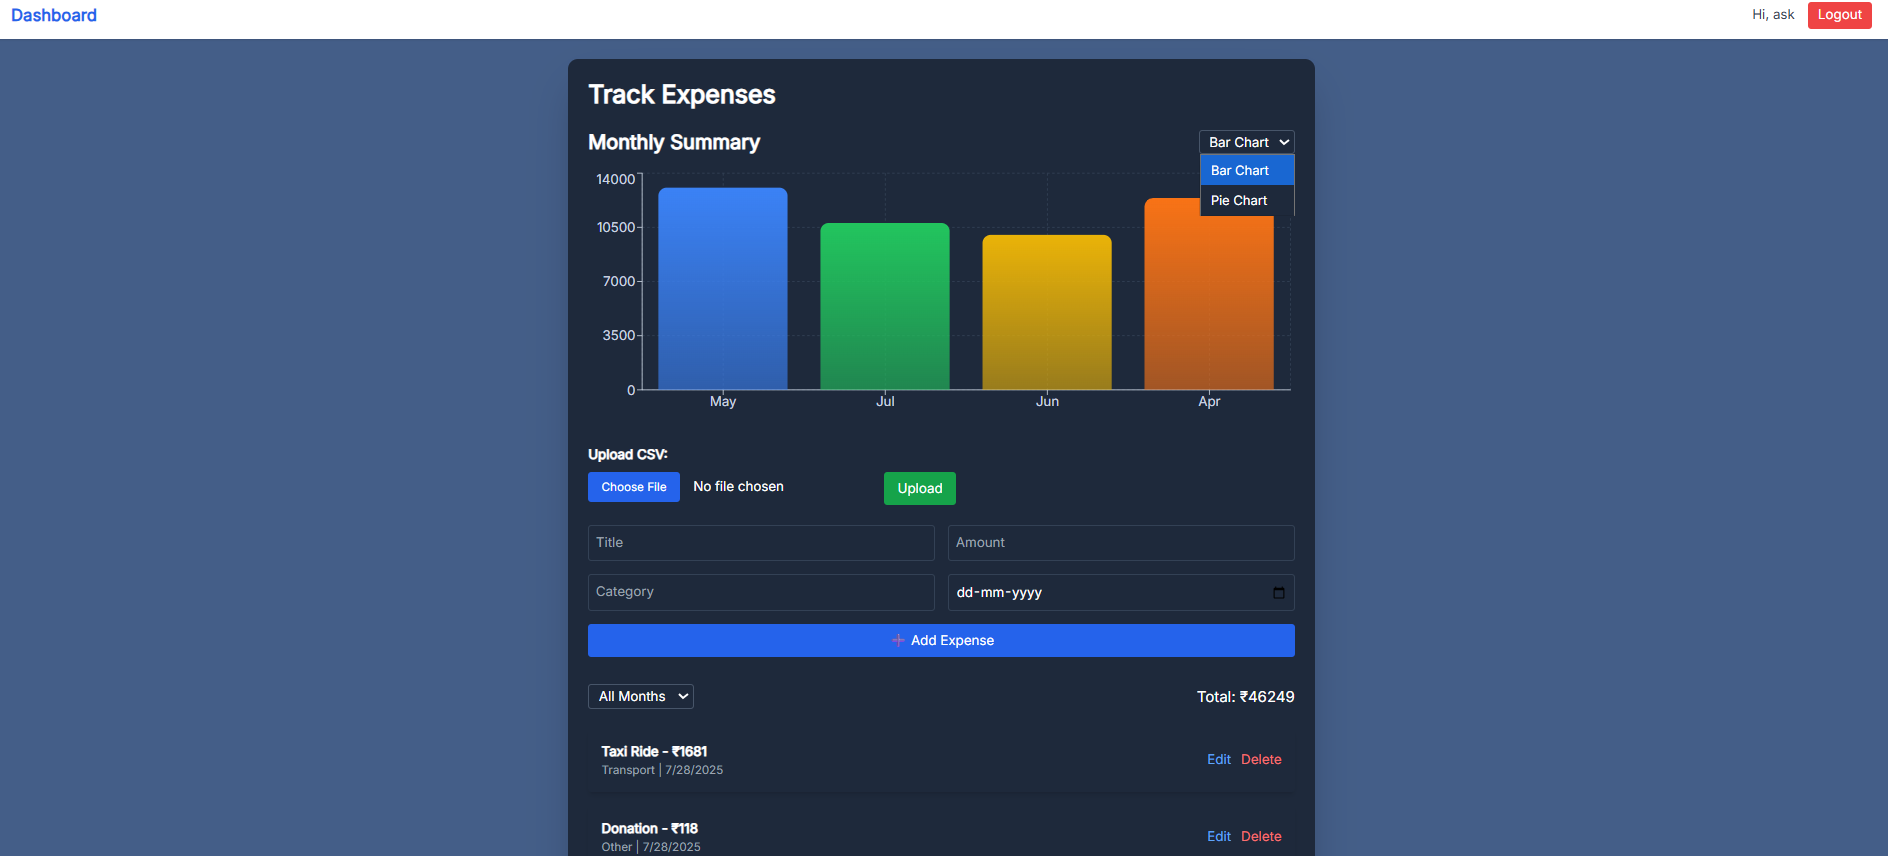 Dashboard
Hi, ask
Logout
Track Expenses
Monthly Summary
Bar Chart
Bar Chart
Pie Chart
14000
10500
7000
3500
0
May
Jul
Jun
Apr
Upload CSV:
Choose File
No file chosen
Upload
Title
Amount
Category
dd-mm-yyyy
Add Expense
All Months
Total: ₹46249
Taxi Ride - ₹1681
Transport | 7/28/2025
Edit
Delete
Donation - ₹118
Other | 7/28/2025
Edit
Delete